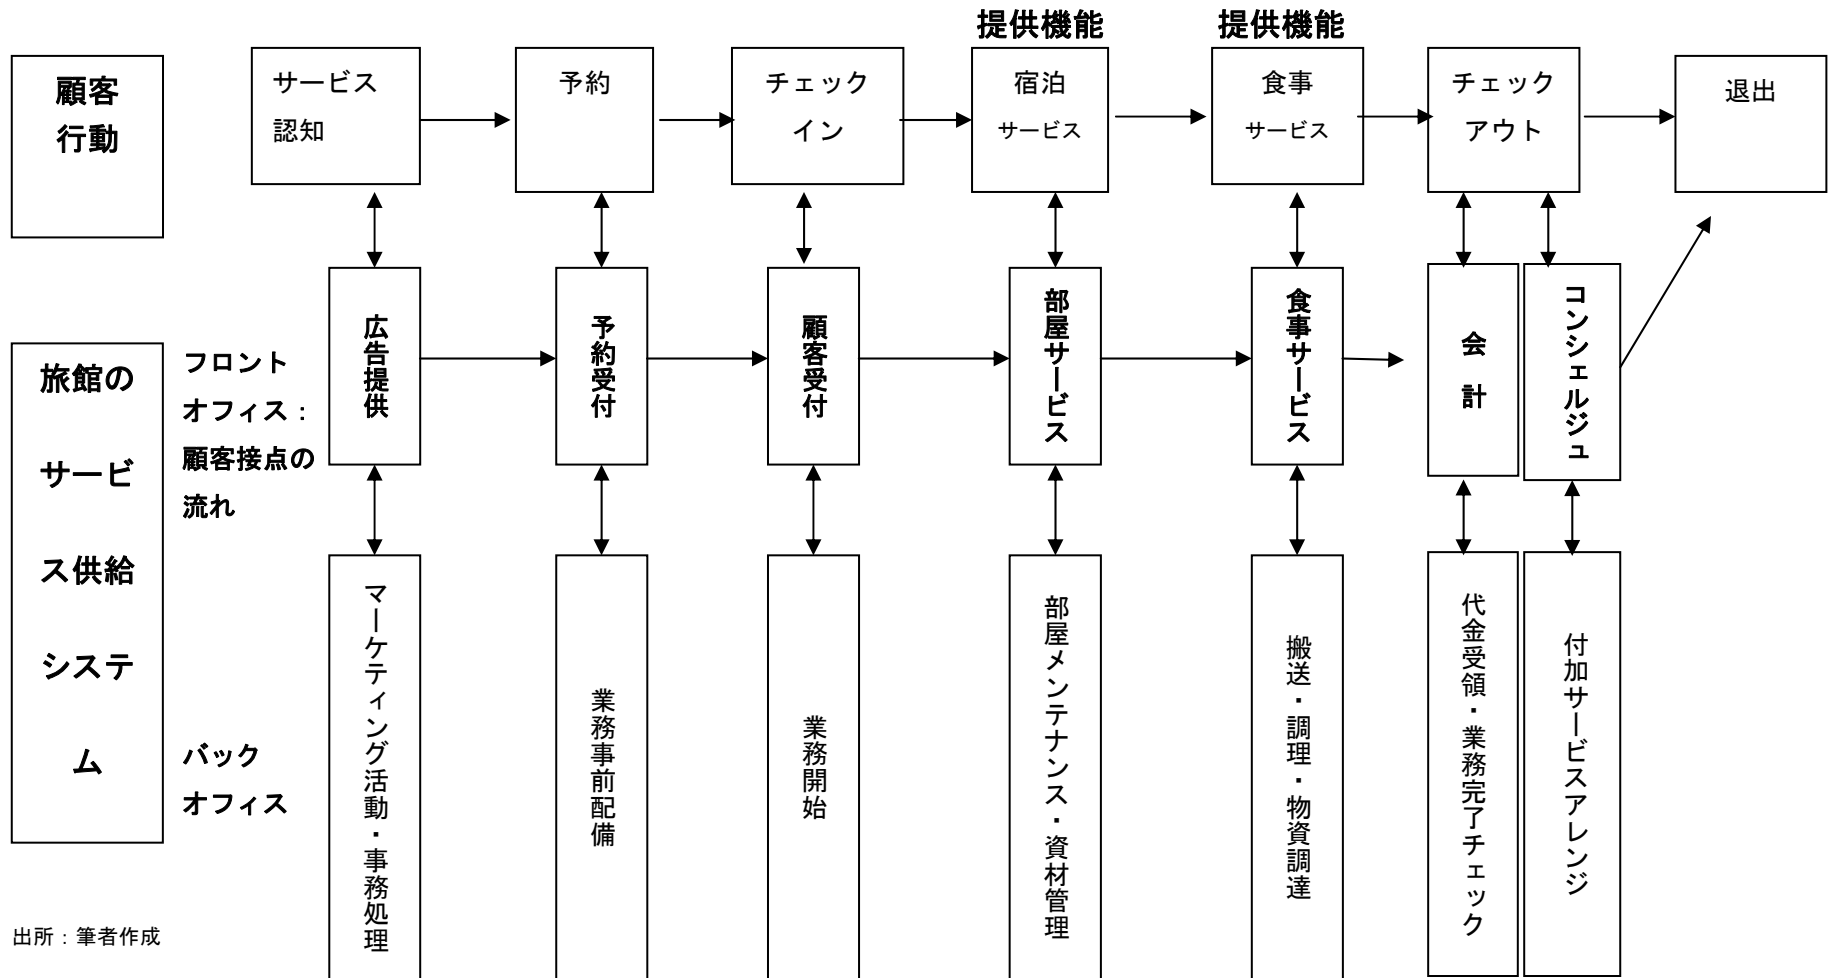 提供機能
提供機能
顧客
行動
サービス
認知
予約
チェック
イン
宿泊
サービス
食事
サービス
チェック
アウト
退出
旅館の
サービ
ス供給
システ
ム
フロント
オフィス：
顧客接点の
流れ
広告提供
予約受付
顧客受付
部屋サービス
食事サービス
会計
コンシェルジュ
バック
オフィス
マーケティング活動・事務処理
業務事前配備
業務開始
部屋メンテナンス・資材管理
搬送・調理・物資調達
代金受領・業務完了チェック
付加サービスアレンジ
出所：筆者作成